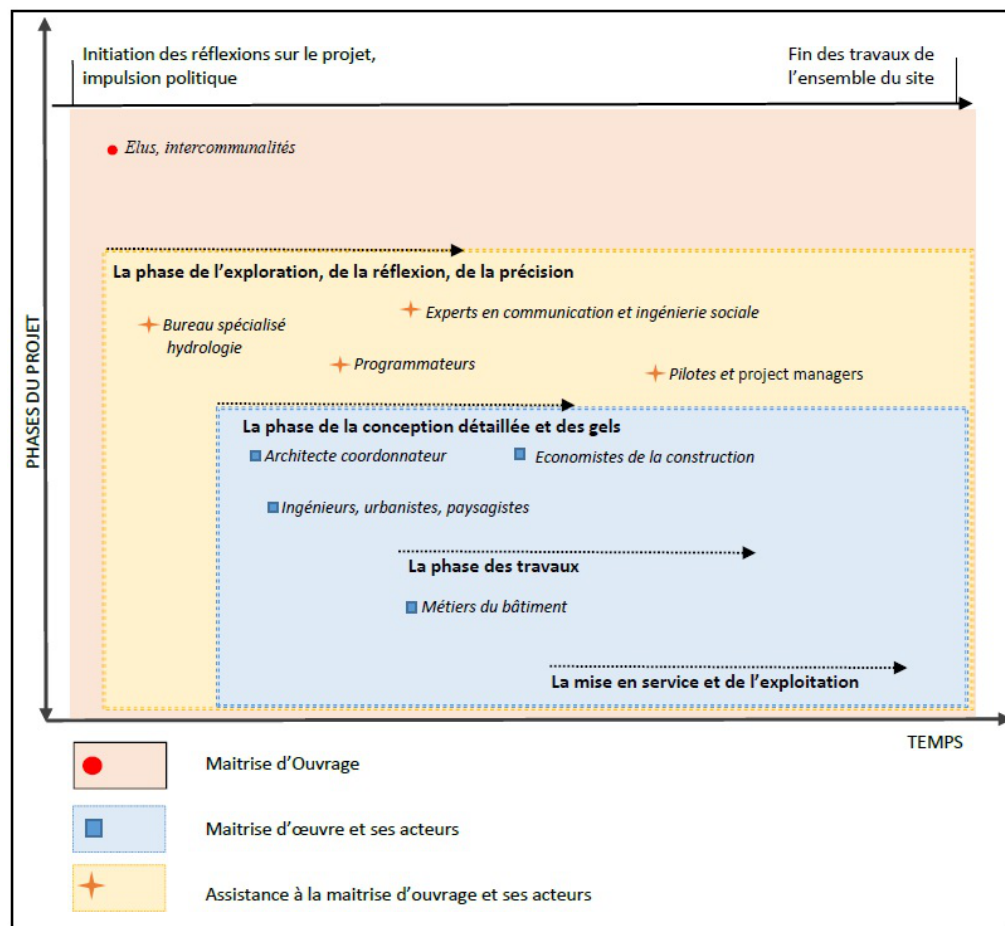 Initiation des réflexions sur le projet,
impulsion politique
Fin des travaux de
l'ensemble du site
Elus, intercommunalités
La phase de l'exploration, de la réflexion, de la précision
Experts en communication et ingénierie sociale
Bureau spécialisé
hydrologie
Programmateurs
Pilotes et project managers
La phase de la conception détaillée et des gels
Architecte coordonnateur
Economistes de la construction
Ingénieurs, urbanistes, paysagistes
La phase des travaux
Métiers du bâtiment
La mise en service et de l'exploitation
PHASES DU PROJET
TEMPS
Maitrise d'Ouvrage
Maitrise d'œuvre et ses acteurs
Assistance à la maitrise d'ouvrage et ses acteurs